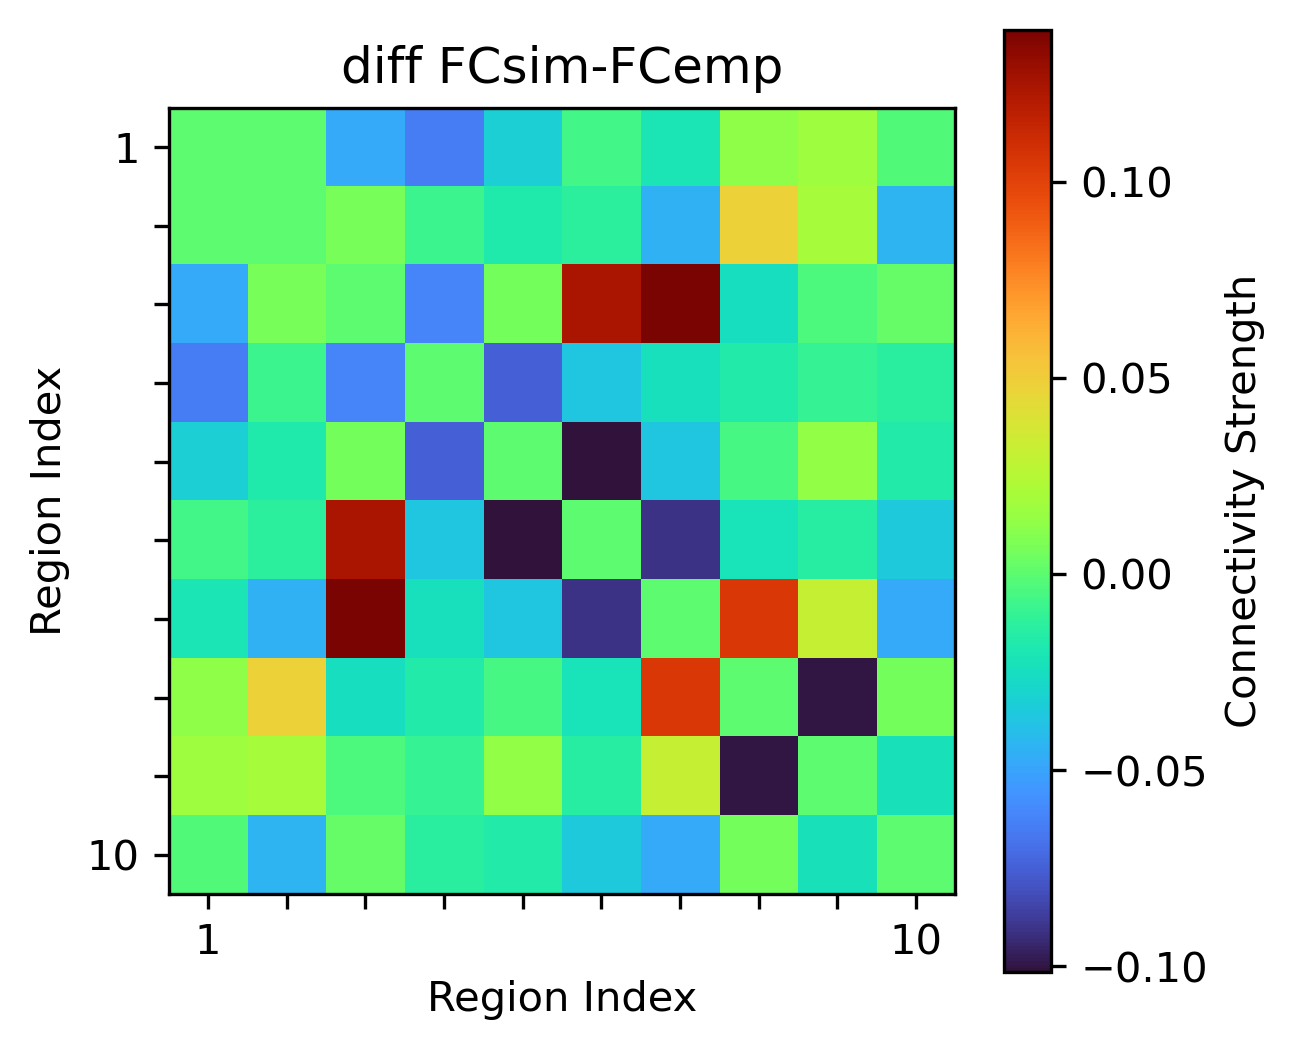 diff FCsim-FCemp
1
10
Region Index
1
10
Region Index
0.10
0.05
0.00
−0.05
−0.10
Connectivity Strength